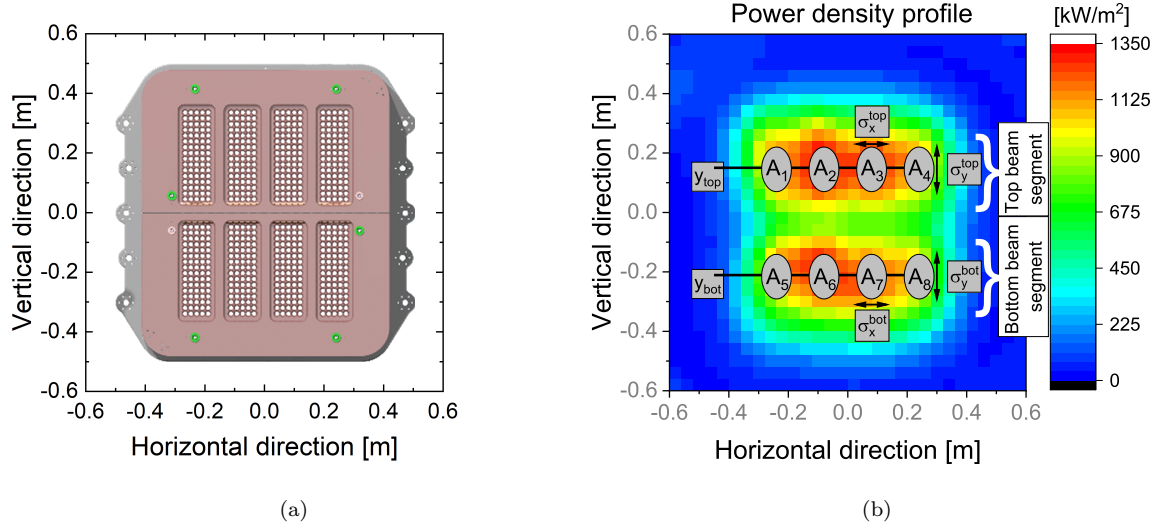 0.6
0.4
0.2
0.0
-0.2
-0.4
-0.6
Vertical direction [m]
-0.6 -0.4 -0.2 0.0 0.2 0.4 0.6
Horizontal direction [m]
(a)
Power density profile
[kW/m²]
0.6
0.4
0.2
0.0
-0.2
-0.4
-0.6
Vertical direction [m]
σ_x^top
y_top
A₁ A₂ A₃ A₄
σ_y^top
Top beam
segment
y_bot
A₅ A₆ A₇ A₈
σ_y^bot
Bottom beam
segment
σ_x^bot
-0.6 -0.4 -0.2 0.0 0.2 0.4 0.6
Horizontal direction [m]
1350
1125
900
675
450
225
0
(b)